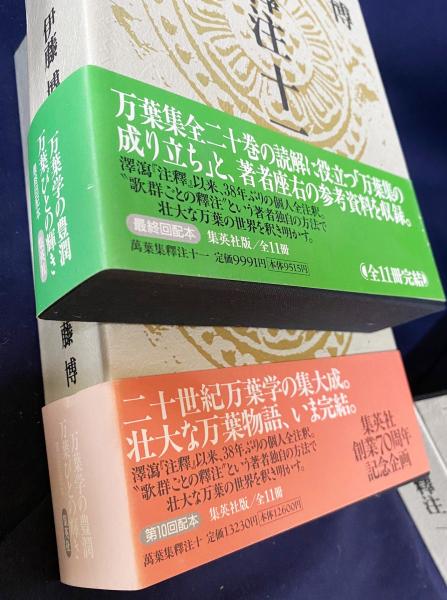 伊藤博
博
釋注十一
万葉集全二十巻の読解に役立つ「万葉集の
成り立ち」と、著者座右の参考資料を収録。
澤瀉『注釋』以来、38年ぶりの個人全注釈。
〝歌群ごとの釋注〟という著者独自の方法で
壮大な万葉の世界を釈き明かす。
最終回配本 集英社版/全11冊
萬葉集釋注十一 定価9991円 本体9515円
全11冊完結
万葉学の豊潤
万葉びとの輝き
最終回配本
集英社
藤博
二十世紀万葉学の集大成。
壮大な万葉物語、いま完結。
澤瀉『注釋』以来、38年ぶりの個人全注釈。
〝歌群ごとの釋注〟という著者独自の方法で
壮大な万葉の世界を釈き明かす。
第10回配本 集英社版/全11冊
萬葉集釋注十 定価13230円 本体12600円
集英社
創業70周年
記念企画
万葉学の豊潤
万葉びとの輝き
集英社
釋注